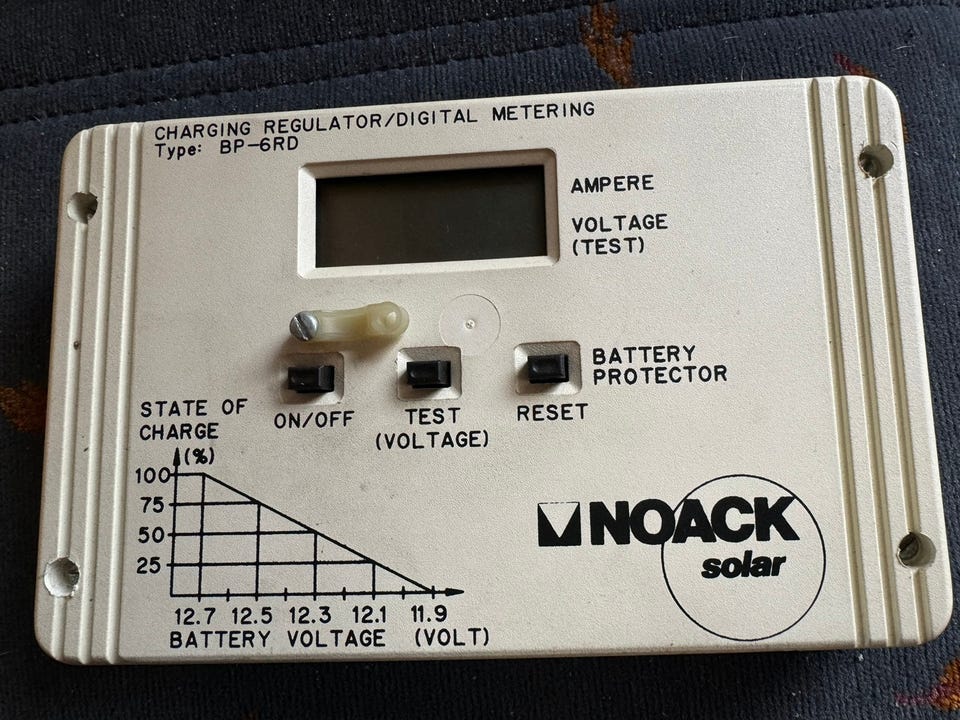 CHARGING REGULATOR/DIGITAL METERING
Type: BP-6RD
AMPERE
VOLTAGE
(TEST)
BATTERY
PROTECTOR
ON/OFF
TEST
(VOLTAGE)
RESET
STATE OF
CHARGE
(%)
100
75
50
25
12.7 12.5 12.3 12.1 11.9
BATTERY VOLTAGE (VOLT)
NOACK
solar